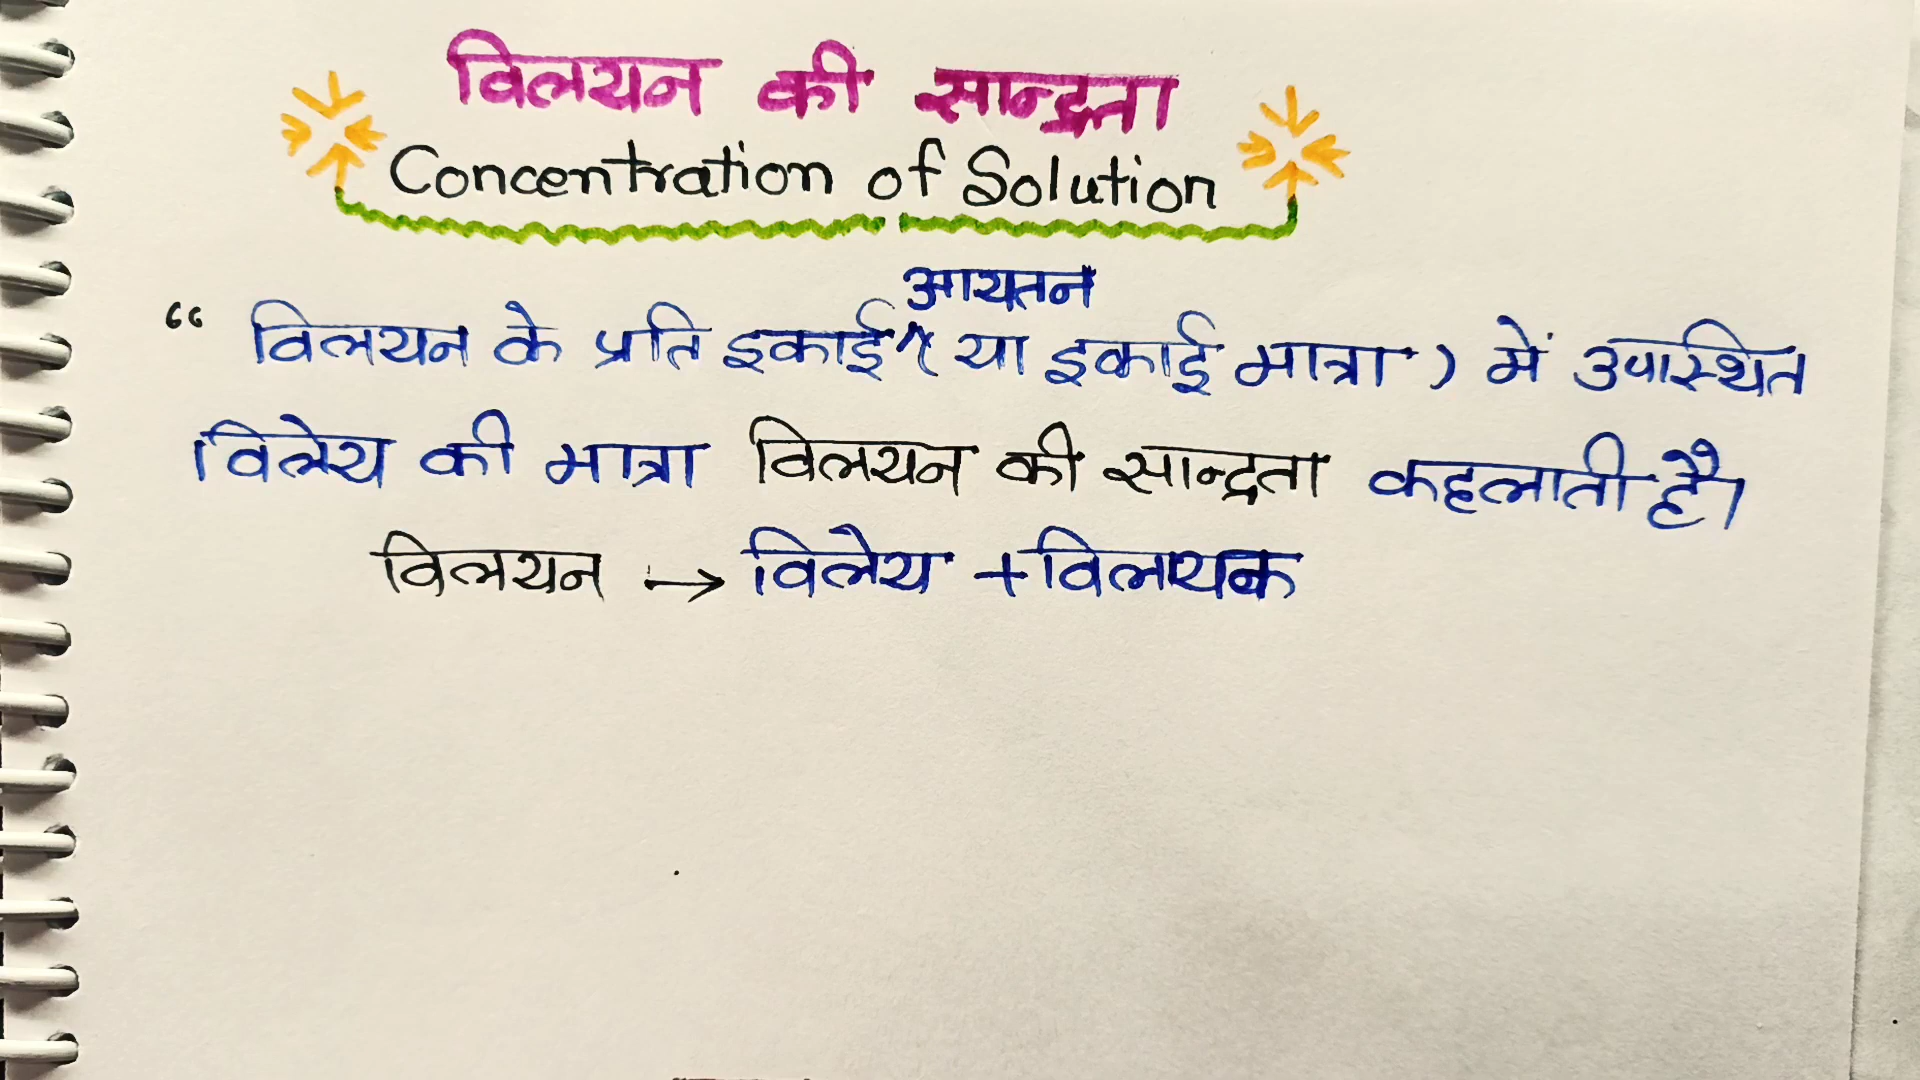 विलयन की सान्द्रता
Concentration of Solution
आयतन
“ विलयन के प्रति इकाई ^ ( या इकाई मात्रा ) में उपस्थित
विलेय की मात्रा विलयन की सान्द्रता कहलाती है।
विलयन → विलेय + विलायक